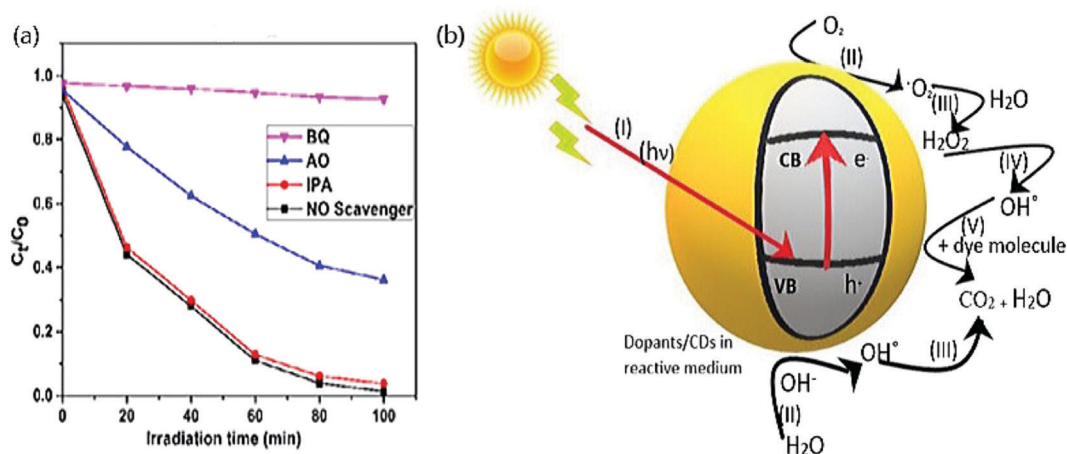 (a)
1.0
0.8
0.6
0.4
0.2
0.0
Cₜ/C₀
BQ
AO
IPA
NO Scavenger
0 20 40 60 80 100
Irradiation time (min)
(b)
(I)
(hν)
O₂
(II)
·O₂
(III)
H₂O
H₂O₂
(IV)
OH°
(V)
+ dye molecule
CO₂ + H₂O
CB
e·
VB
h·
Dopants/CDs in
reactive medium
OH°
(III)
OH⁻
(II)
H₂O